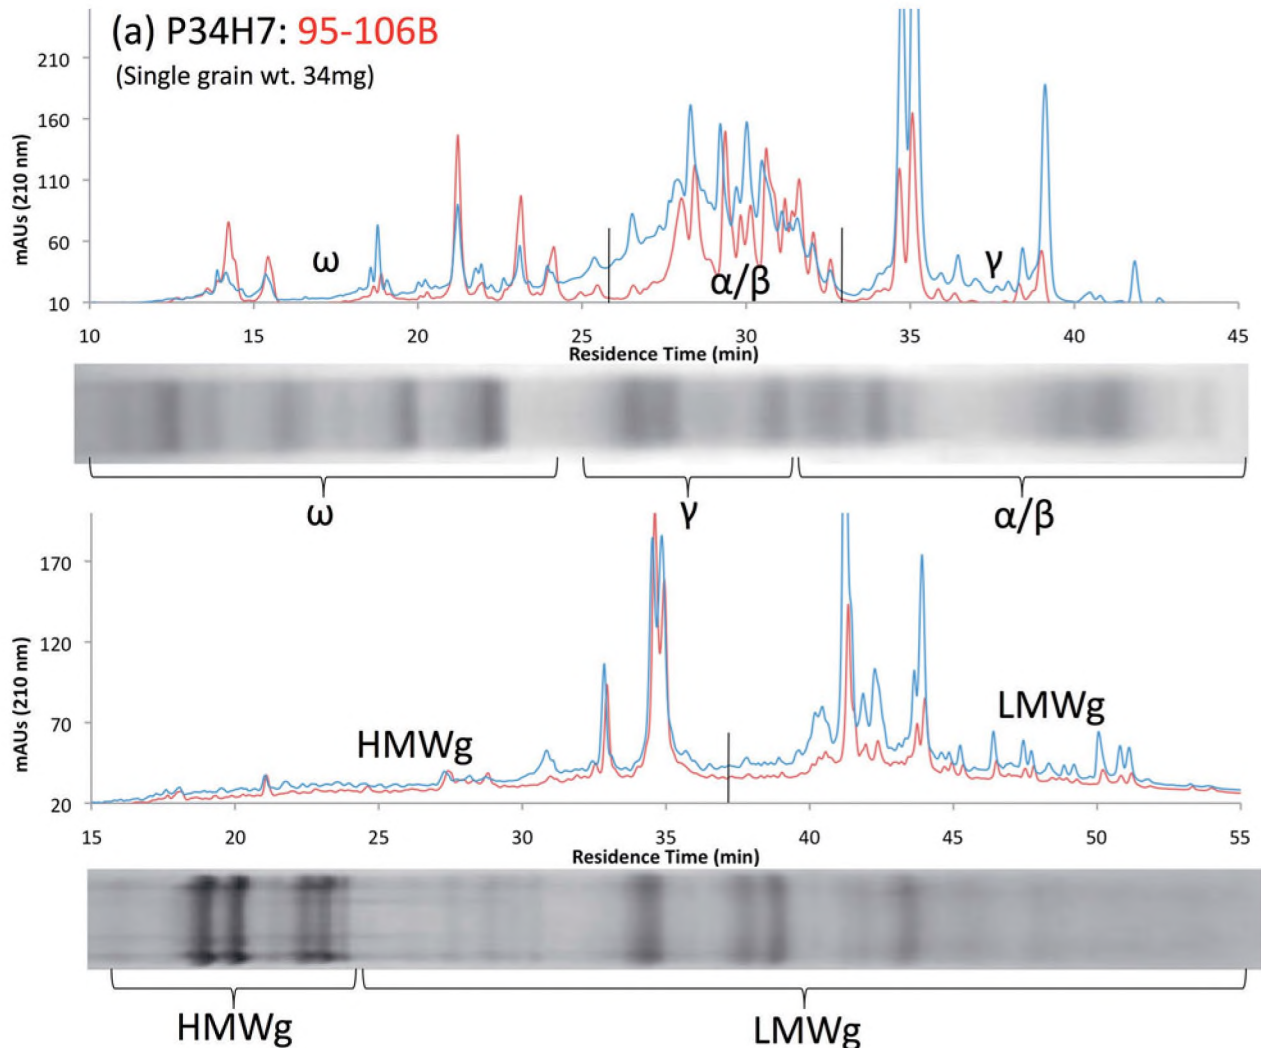 (a) P34H7: 95-106B
(Single grain wt. 34mg)
mAUs (210 nm)
210
160
110
60
10
ω
α/β
γ
10 15 20 25 30 35 40 45
Residence Time (min)
ω γ α/β
mAUs (210 nm)
170
120
70
20
HMWg
LMWg
15 20 25 30 35 40 45 50 55
Residence Time (min)
HMWg LMWg